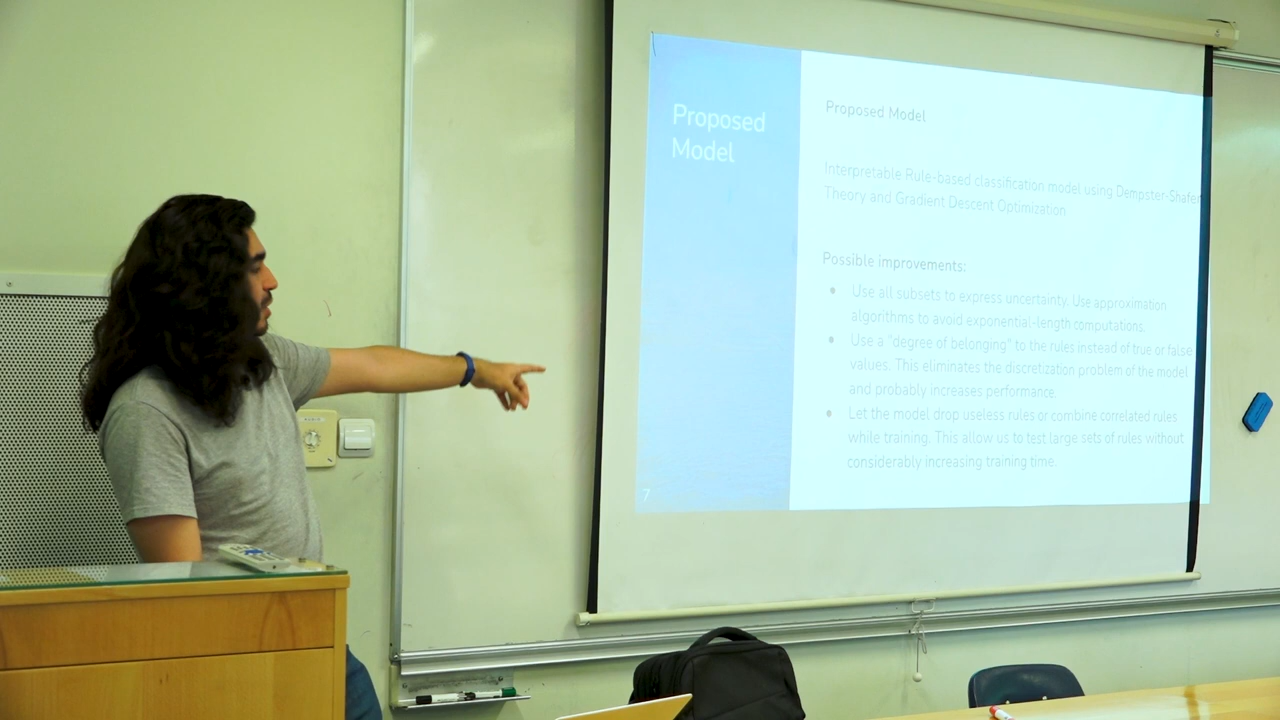 Proposed
Model
Proposed Model
Interpretable Rule-based classification model using Dempster-Shafer
Theory and Gradient Descent Optimization
Possible improvements:
Use all subsets to express uncertainty. Use approximation
algorithms to avoid exponential-length computations.
Use a "degree of belonging" to the rules instead of true or false
values. This eliminates the discretization problem of the model
and probably increases performance.
Let the model drop useless rules or combine correlated rules
while training. This allow us to test large sets of rules without
considerably increasing training time.
7